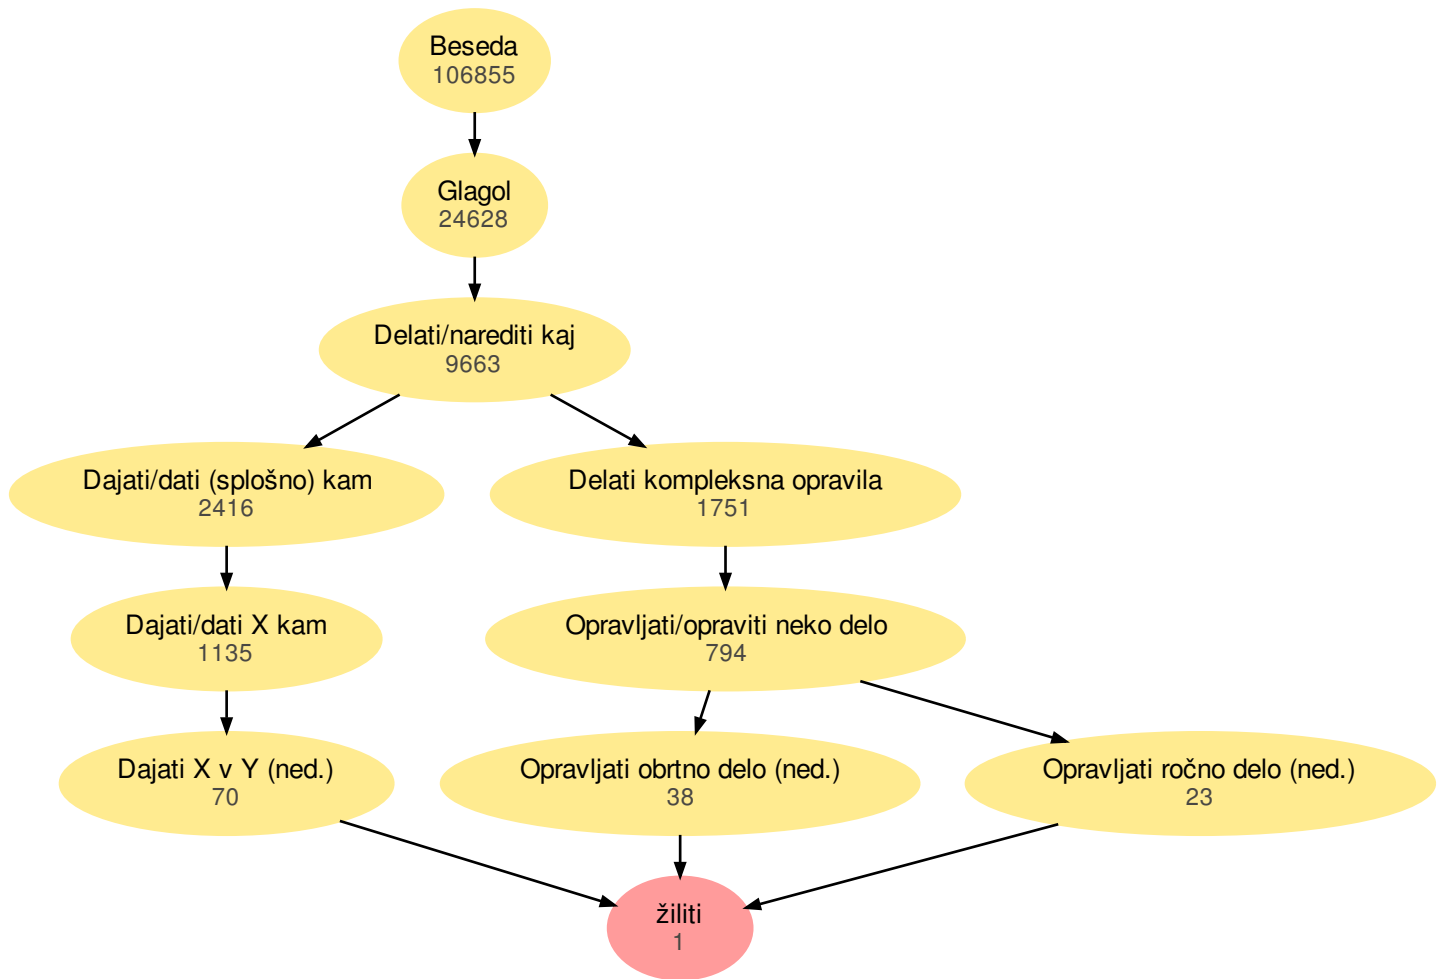 Beseda
106855
Glagol
24628
Delati/narediti kaj
9663
Dajati/dati (splošno) kam
2416
Delati kompleksna opravila
1751
Dajati/dati X kam
1135
Opravljati/opraviti neko delo
794
Dajati X v Y (ned.)
70
Opravljati obrtno delo (ned.)
38
Opravljati ročno delo (ned.)
23
žiliti
1